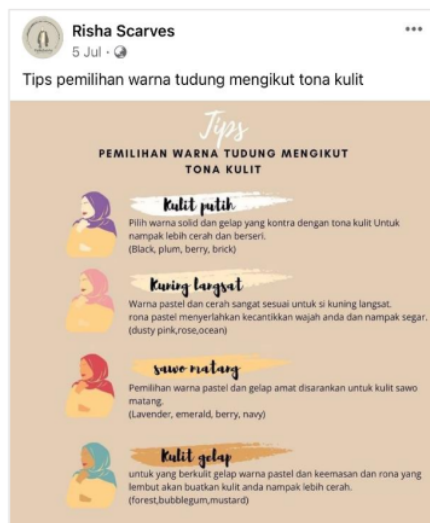 Risha Scarves
5 Jul ·
Tips pemilihan warna tudung mengikut tona kulit
Tips
PEMILIHAN WARNA TUDUNG MENGIKUT
TONA KULIT
Kulit putih
Pilih warna solid dan gelap yang kontra dengan tona kulit Untuk
nampak lebih cerah dan berseri.
(Black, plum, berry, brick)
Kuning langsat
Warna pastel dan cerah sangat sesuai untuk si kuning langsat.
rona pastel menyerlahkan kecantikkan wajah anda dan nampak segar.
(dusty pink,rose,ocean)
sawo matang
Pemilihan warna pastel dan gelap amat disarankan untuk kulit sawo
matang.
(Lavender, emerald, berry, navy)
Kulit gelap
untuk yang berkulit gelap warna pastel dan keemasan dan rona yang
lembut akan buatkan kulit anda nampak lebih cerah.
(forest,bubblegum,mustard)